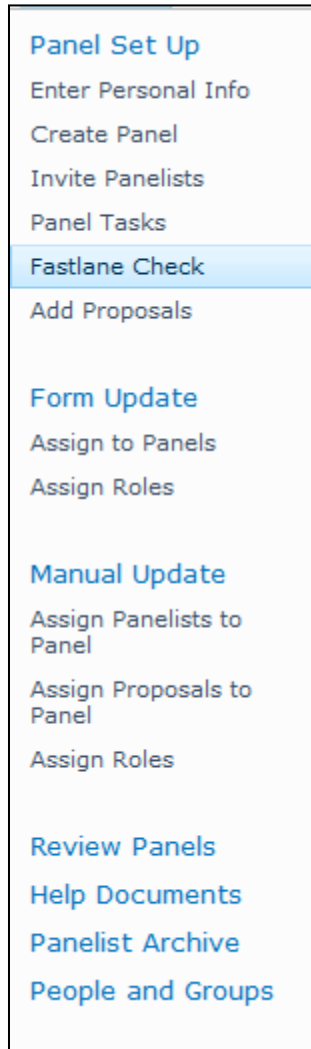 Panel Set Up
Enter Personal Info
Create Panel
Invite Panelists
Panel Tasks
Fastlane Check
Add Proposals
Form Update
Assign to Panels
Assign Roles
Manual Update
Assign Panelists to
Panel
Assign Proposals to
Panel
Assign Roles
Review Panels
Help Documents
Panelist Archive
People and Groups